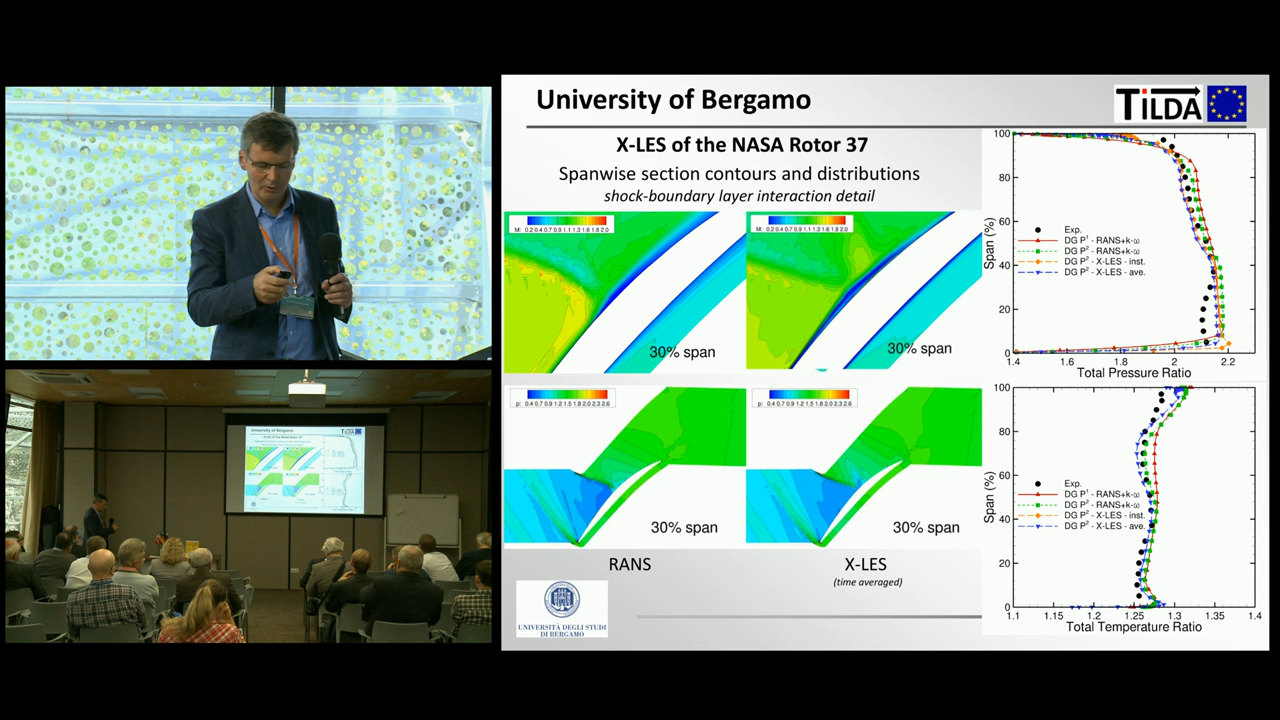 University of Bergamo
TILDA
X-LES of the NASA Rotor 37
Spanwise section contours and distributions
shock-boundary layer interaction detail
M: 0.2 0.4 0.7 0.9 1.1 1.3 1.6 1.8 2.0
30% span
M: 0.2 0.4 0.7 0.9 1.1 1.3 1.6 1.8 2.0
30% span
p: 0.4 0.7 0.9 1.2 1.5 1.8 2.0 2.3 2.6
30% span
p: 0.4 0.7 0.9 1.2 1.5 1.8 2.0 2.3 2.6
30% span
RANS
X-LES
(time averaged)
UNIVERSITÀ DEGLI STUDI
DI BERGAMO
100
80
60
40
20
0
Span (%)
Exp.
DG P¹ - RANS+k-ω
DG P² - RANS+k-ω
DG P² - X-LES - inst.
DG P² - X-LES - ave.
1.4 1.6 1.8 2 2.2
Total Pressure Ratio
100
80
60
40
20
0
Span (%)
Exp.
DG P¹ - RANS+k-ω
DG P² - RANS+k-ω
DG P² - X-LES - inst.
DG P² - X-LES - ave.
1.1 1.15 1.2 1.25 1.3 1.35 1.4
Total Temperature Ratio